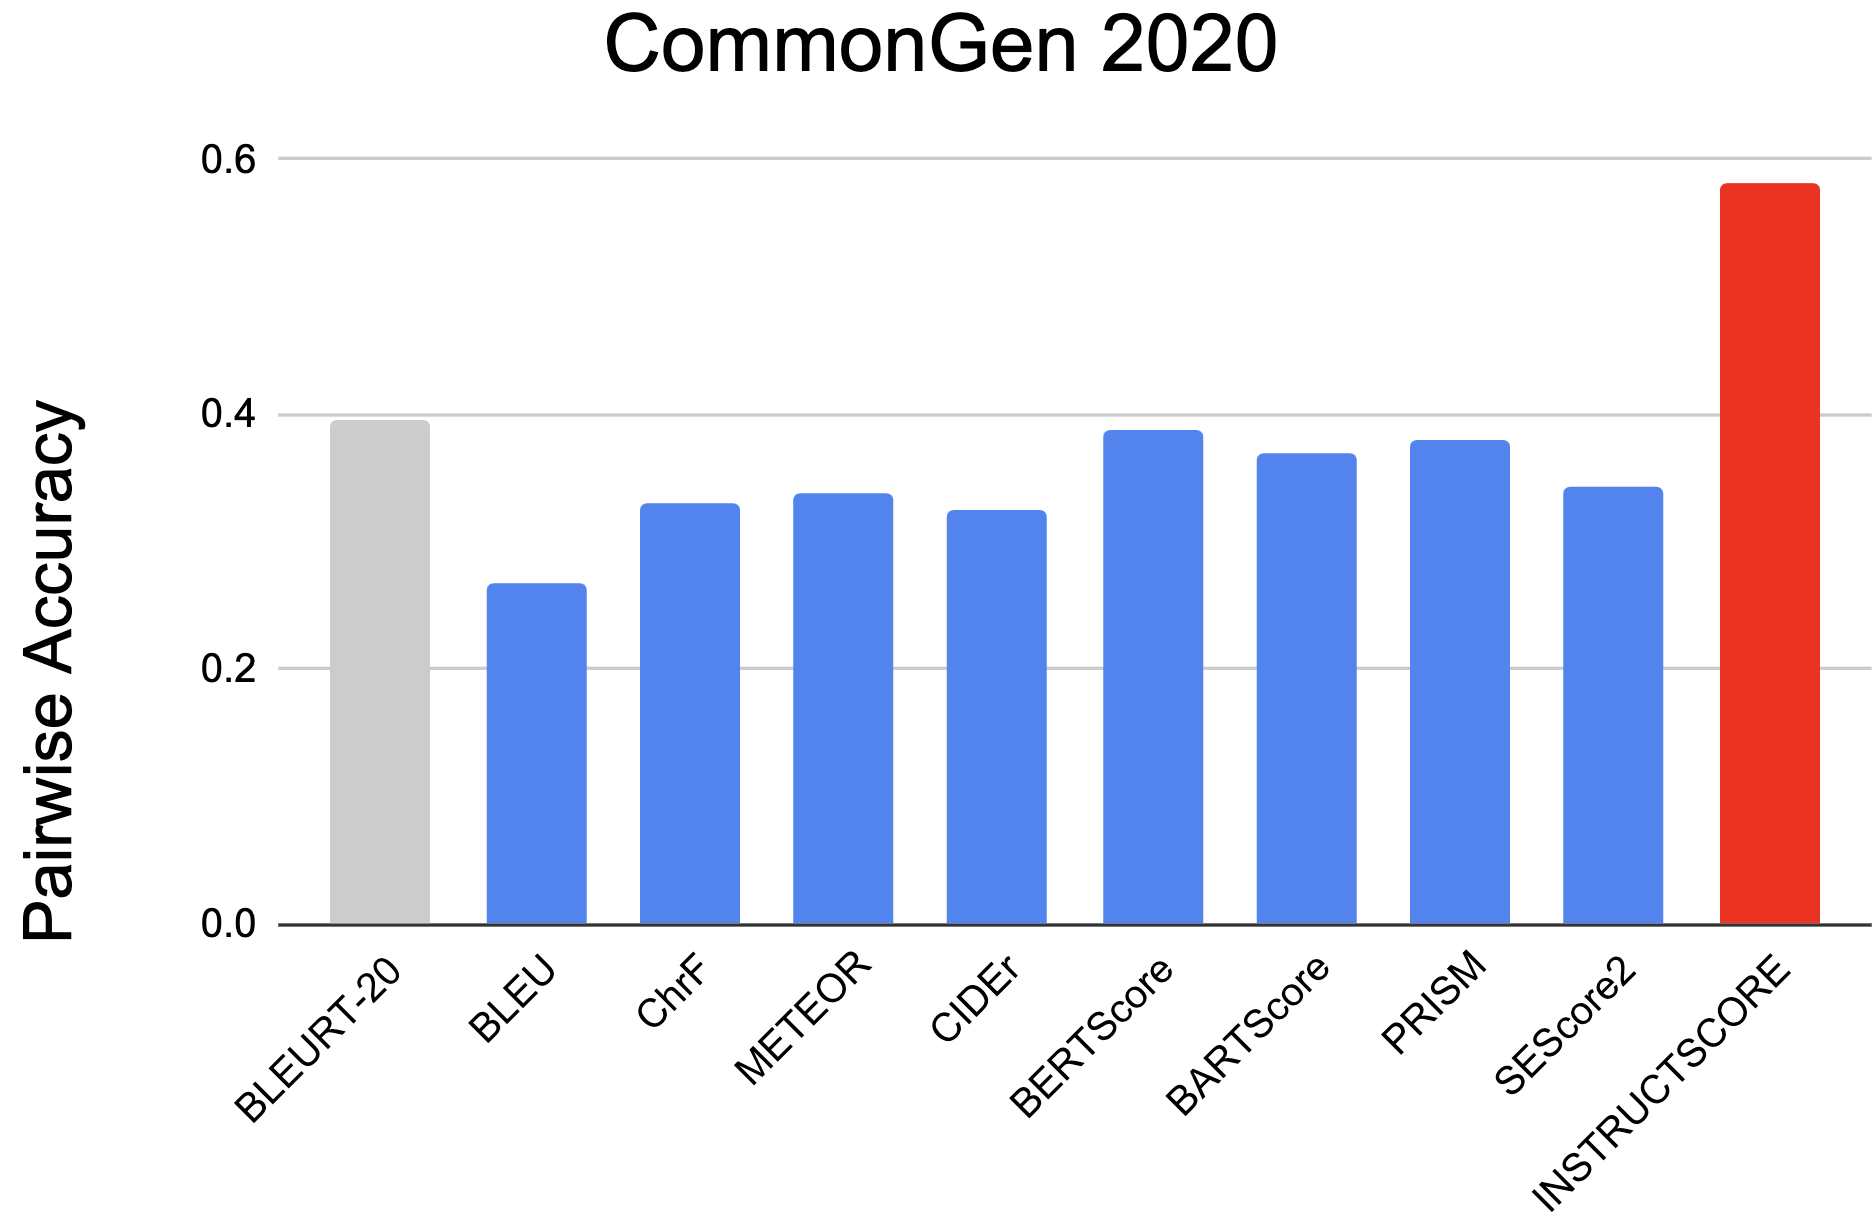 CommonGen 2020
Pairwise Accuracy
0.6
0.4
0.2
0.0
BLEURT-20
BLEU
ChrF
METEOR
CIDEr
BERTScore
BARTScore
PRISM
SEScore2
INSTRUCTSCORE